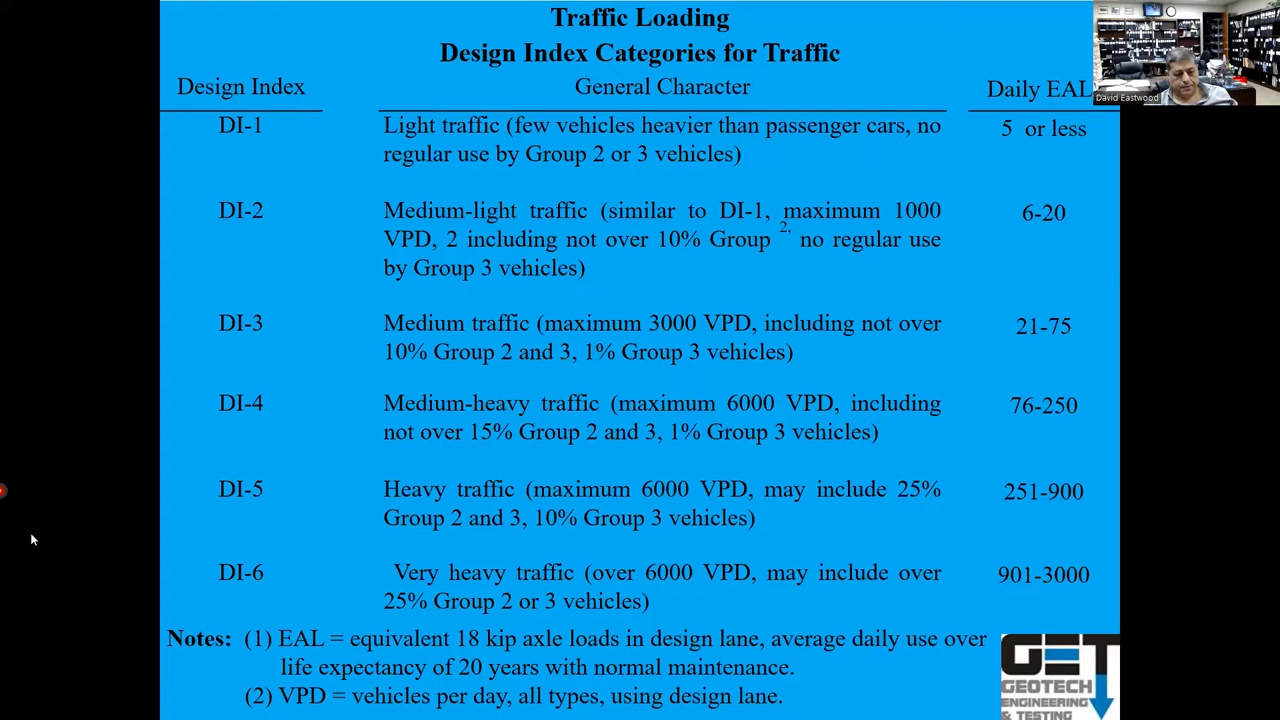 Traffic Loading
Design Index Categories for Traffic
Design Index
General Character
Daily EAL
David Eastwood
DI-1
Light traffic (few vehicles heavier than passenger cars, no
regular use by Group 2 or 3 vehicles)
5 or less
DI-2
Medium-light traffic (similar to DI-1, maximum 1000
VPD, 2 including not over 10% Group 2, no regular use
by Group 3 vehicles)
6-20
DI-3
Medium traffic (maximum 3000 VPD, including not over
10% Group 2 and 3, 1% Group 3 vehicles)
21-75
DI-4
Medium-heavy traffic (maximum 6000 VPD, including
not over 15% Group 2 and 3, 1% Group 3 vehicles)
76-250
DI-5
Heavy traffic (maximum 6000 VPD, may include 25%
Group 2 and 3, 10% Group 3 vehicles)
251-900
DI-6
Very heavy traffic (over 6000 VPD, may include over
25% Group 2 or 3 vehicles)
901-3000
Notes: (1) EAL = equivalent 18 kip axle loads in design lane, average daily use over
life expectancy of 20 years with normal maintenance.
(2) VPD = vehicles per day, all types, using design lane.
GET
GEOTECH
ENGINEERING
& TESTING